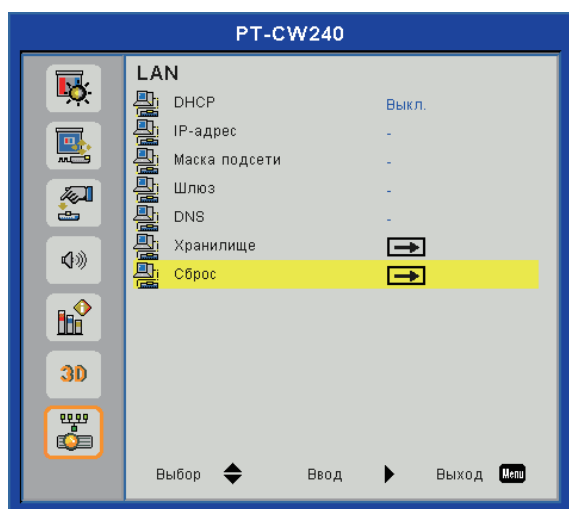 PT-CW240
LAN
DHCP Выкл.
IP-адрес -
Маска подсети -
Шлюз -
DNS -
Хранилище
Сброс
3D
Выбор Ввод Выход Menu